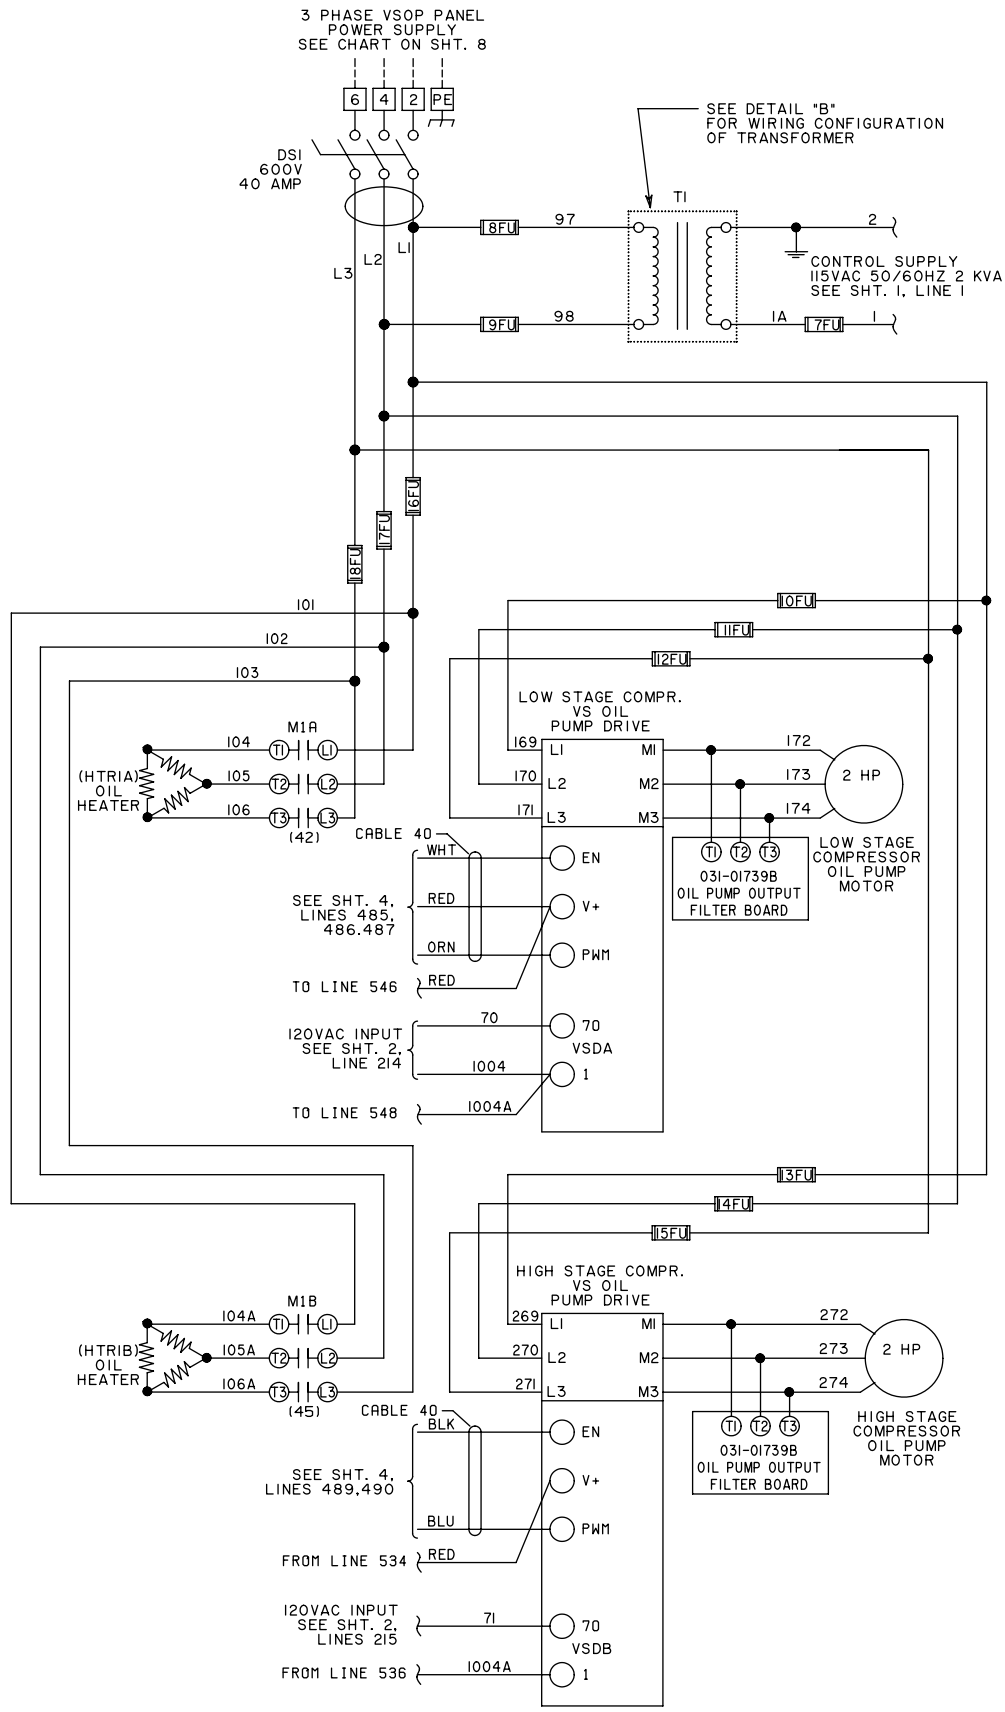 3 PHASE VSOP PANEL
POWER SUPPLY
SEE CHART ON SHT. 8
6 4 2 PE
DS1
600V
40 AMP
SEE DETAIL "B"
FOR WIRING CONFIGURATION
OF TRANSFORMER
T1
L3 L2 L1
8FU 97
2
CONTROL SUPPLY
115VAC 50/60HZ 2 KVA
SEE SHT. 1, LINE 1
9FU 98
1A 7FU 1
16FU
17FU
18FU
101
102
103
10FU
11FU
12FU
LOW STAGE COMPR.
VS OIL
PUMP DRIVE
M1A
104 T1 L1
105 T2 L2
106 T3 L3
(42)
(HTR1A)
OIL
HEATER
169 L1 M1 172
170 L2 M2 173
171 L3 M3 174
2 HP
LOW STAGE
COMPRESSOR
OIL PUMP
MOTOR
T1 T2 T3
031-01739B
OIL PUMP OUTPUT
FILTER BOARD
CABLE 40
WHT EN
SEE SHT. 4,
LINES 485,
486.487
RED V+
ORN PWM
TO LINE 546 RED
120VAC INPUT
SEE SHT. 2,
LINE 214
70 70
VSDA
1004 1
TO LINE 548 1004A
13FU
14FU
15FU
HIGH STAGE COMPR.
VS OIL
PUMP DRIVE
M1B
104A T1 L1
105A T2 L2
106A T3 L3
(45)
(HTR1B)
OIL
HEATER
269 L1 M1 272
270 L2 M2 273
271 L3 M3 274
2 HP
HIGH STAGE
COMPRESSOR
OIL PUMP
MOTOR
T1 T2 T3
031-01739B
OIL PUMP OUTPUT
FILTER BOARD
CABLE 40
BLK EN
SEE SHT. 4,
LINES 489,490
V+
BLU PWM
FROM LINE 534 RED
120VAC INPUT
SEE SHT. 2,
LINES 215
71 70
VSDB
FROM LINE 536 1004A 1